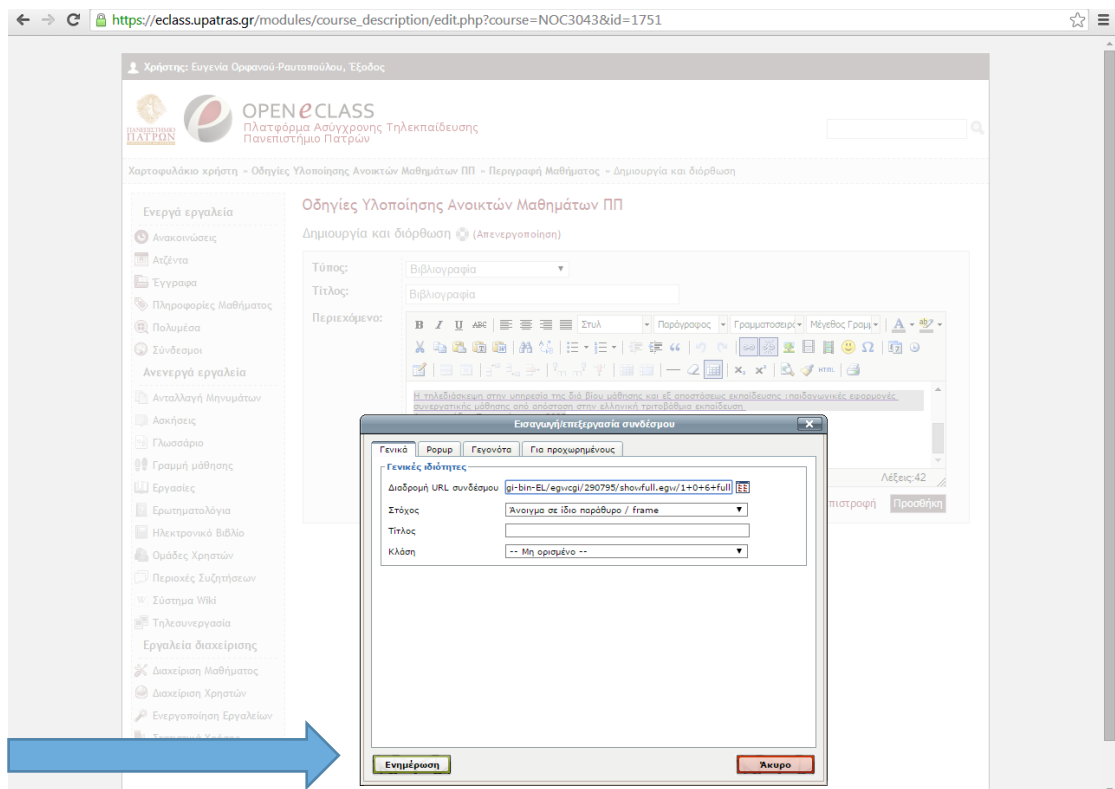 https://eclass.upatras.gr/modules/course_description/edit.php?course=NOC3043&id=1751
Χρήστης: Ευγενία Ορφανού-Ραυτοπούλου, Έξοδος
ΠΑΝΕΠΙΣΤΗΜΙΟ
ΠΑΤΡΩΝ
OPEN eCLASS
Πλατφόρμα Ασύγχρονης Τηλεκπαίδευσης
Πανεπιστήμιο Πατρών
Χαρτοφυλάκιο χρήστη - Οδηγίες Υλοποίησης Ανοικτών Μαθημάτων ΠΠ - Περιγραφή Μαθήματος - Δημιουργία και διόρθωση
Ενεργά εργαλεία
Ανακοινώσεις
Ατζέντα
Έγγραφα
Πληροφορίες Μαθήματος
Πολυμέσα
Σύνδεσμοι
Ανενεργά εργαλεία
Ανταλλαγή Μηνυμάτων
Ασκήσεις
Γλωσσάριο
Γραμμή μάθησης
Εργασίες
Ερωτηματολόγια
Ηλεκτρονικό Βιβλίο
Ομάδες Χρηστών
Περιοχές Συζητήσεων
Σύστημα Wiki
Τηλεσυνεργασία
Εργαλεία διαχείρισης
Διαχείριση Μαθήματος
Διαχείριση Χρηστών
Ενεργοποίηση Εργαλείων
Οδηγίες Υλοποίησης Ανοικτών Μαθημάτων ΠΠ
Δημιουργία και διόρθωση (Απενεργοποίηση)
Τύπος: Βιβλιογραφία
Τίτλος: Βιβλιογραφία
Περιεχόμενο:
B I U ABC Στυλ Παράγραφος Γραμματοσειρά Μέγεθος Γραμμ A ab
HTML
Η τηλεδιάσκεψη στην υπηρεσία της διά βίου μάθησης και εξ αποστάσεως εκπαίδευσης :παιδαγωγικές εφαρμογές
συνεργατικής μάθησης από απόσταση στην ελληνική τριτοβάθμια εκπαίδευση
Λέξεις:42
πιστροφή Προσθήκη
Εισαγωγή/επεξεργασία συνδέσμου
Γενικά Popup Γεγονότα Για προχωρημένους
Γενικές ιδιότητες
Διαδρομή URL συνδέσμου gi-bin-EL/egwcgi/290795/showfull.egw/1+0+6+full
Στόχος Άνοιγμα σε ίδιο παράθυρο / frame
Τίτλος
Κλάση -- Μη ορισμένο --
Ενημέρωση Άκυρο